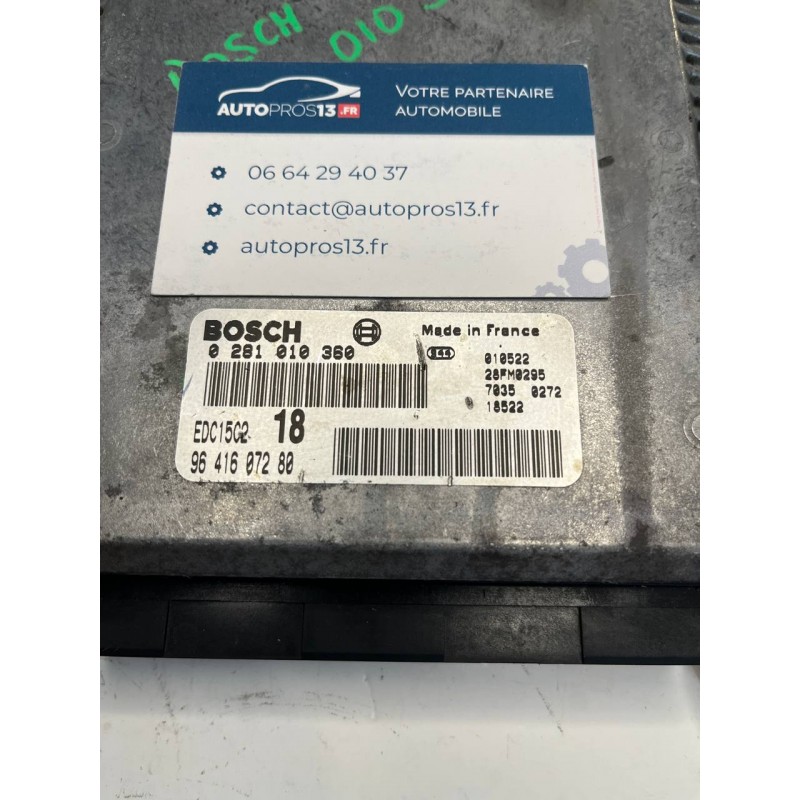 BOSCH
010
AUTOPROS13.FR
VOTRE PARTENAIRE
AUTOMOBILE
06 64 29 40 37
contact@autopros13.fr
autopros13.fr
BOSCH
Made in France
0 281 010 360
010522
28FM0295
7035 0272
18522
EDC15C2 18
96 416 072 80